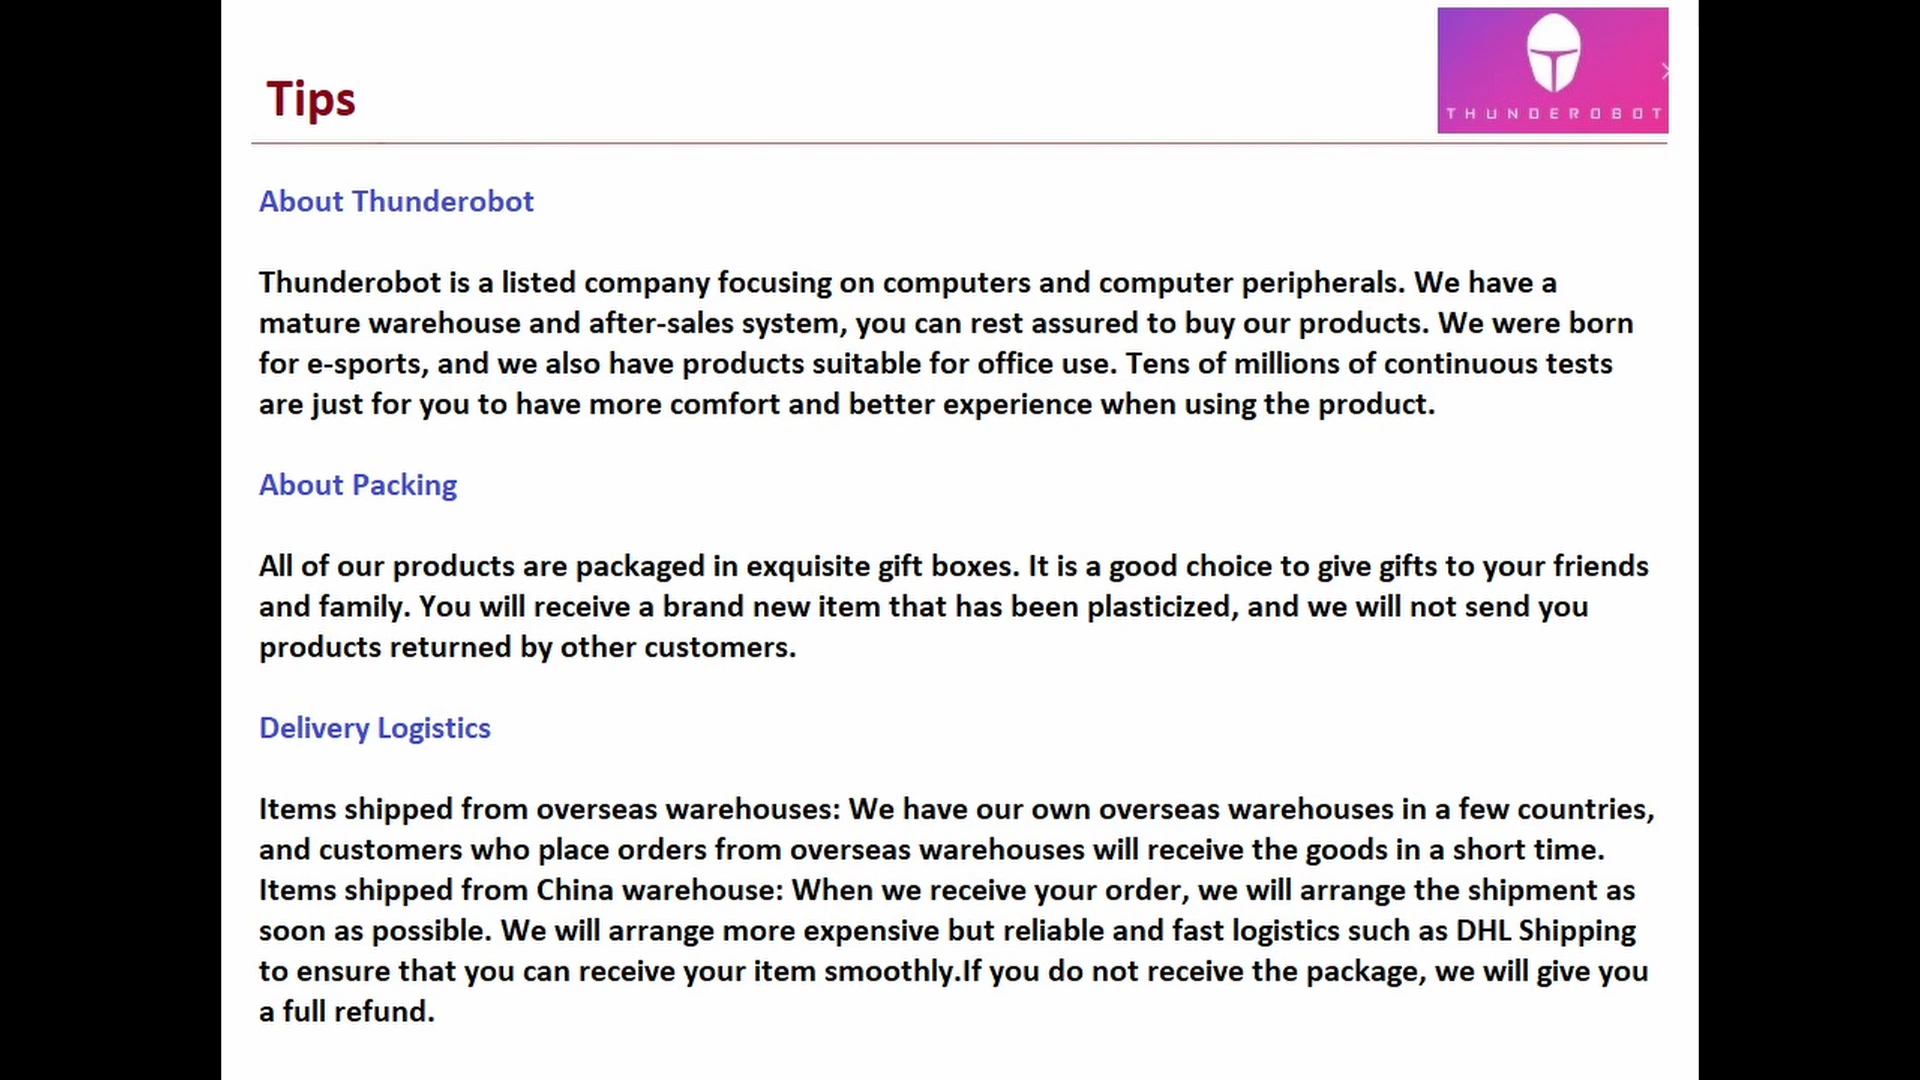 Tips
THUNDEROBOT
About Thunderobot
Thunderobot is a listed company focusing on computers and computer peripherals. We have a
mature warehouse and after-sales system, you can rest assured to buy our products. We were born
for e-sports, and we also have products suitable for office use. Tens of millions of continuous tests
are just for you to have more comfort and better experience when using the product.
About Packing
All of our products are packaged in exquisite gift boxes. It is a good choice to give gifts to your friends
and family. You will receive a brand new item that has been plasticized, and we will not send you
products returned by other customers.
Delivery Logistics
Items shipped from overseas warehouses: We have our own overseas warehouses in a few countries,
and customers who place orders from overseas warehouses will receive the goods in a short time.
Items shipped from China warehouse: When we receive your order, we will arrange the shipment as
soon as possible. We will arrange more expensive but reliable and fast logistics such as DHL Shipping
to ensure that you can receive your item smoothly.If you do not receive the package, we will give you
a full refund.